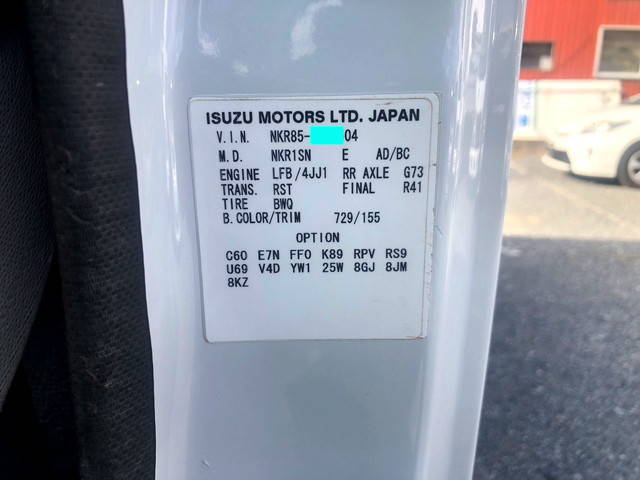 ISUZU MOTORS LTD. JAPAN
V.I.N. NKR85- 04
M.D. NKR1SN E AD/BC
ENGINE LFB/4JJ1 RR AXLE G73
TRANS. RST FINAL R41
TIRE BWQ
B.COLOR/TRIM 729/155
OPTION
C60 E7N FF0 K89 RPV RS9
U69 V4D YW1 25W 8GJ 8JM
8KZ